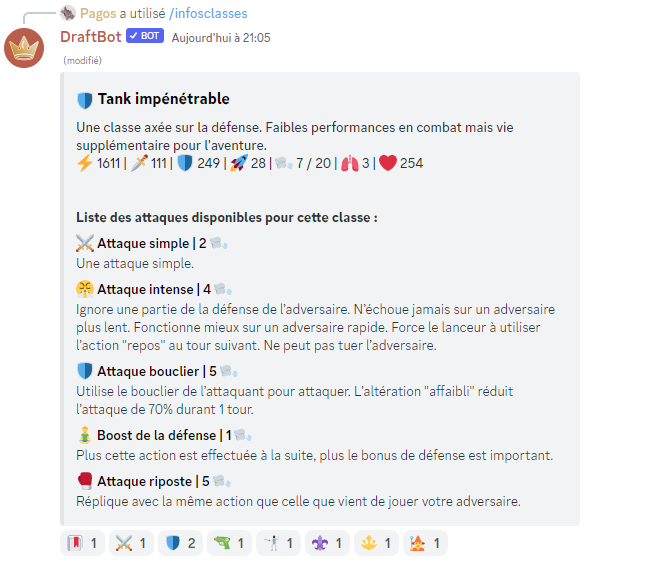 Pagos a utilisé /infosclasses
DraftBot ✓ BOT Aujourd'hui à 21:05
(modifié)
Tank impénétrable
Une classe axée sur la défense. Faibles performances en combat mais vie
supplémentaire pour l'aventure.
1611 | 111 | 249 | 28 | 7 / 20 | 3 | 254
Liste des attaques disponibles pour cette classe :
Attaque simple | 2
Une attaque simple.
Attaque intense | 4
Ignore une partie de la défense de l'adversaire. N'échoue jamais sur un adversaire
plus lent. Fonctionne mieux sur un adversaire rapide. Force le lanceur à utiliser
l'action "repos" au tour suivant. Ne peut pas tuer l'adversaire.
Attaque bouclier | 5
Utilise le bouclier de l'attaquant pour attaquer. L'altération "affaibli" réduit
l'attaque de 70% durant 1 tour.
Boost de la défense | 1
Plus cette action est effectuée à la suite, plus le bonus de défense est important.
Attaque riposte | 5
Réplique avec la même action que celle que vient de jouer votre adversaire.
1 1 2 1 1 1 1 1